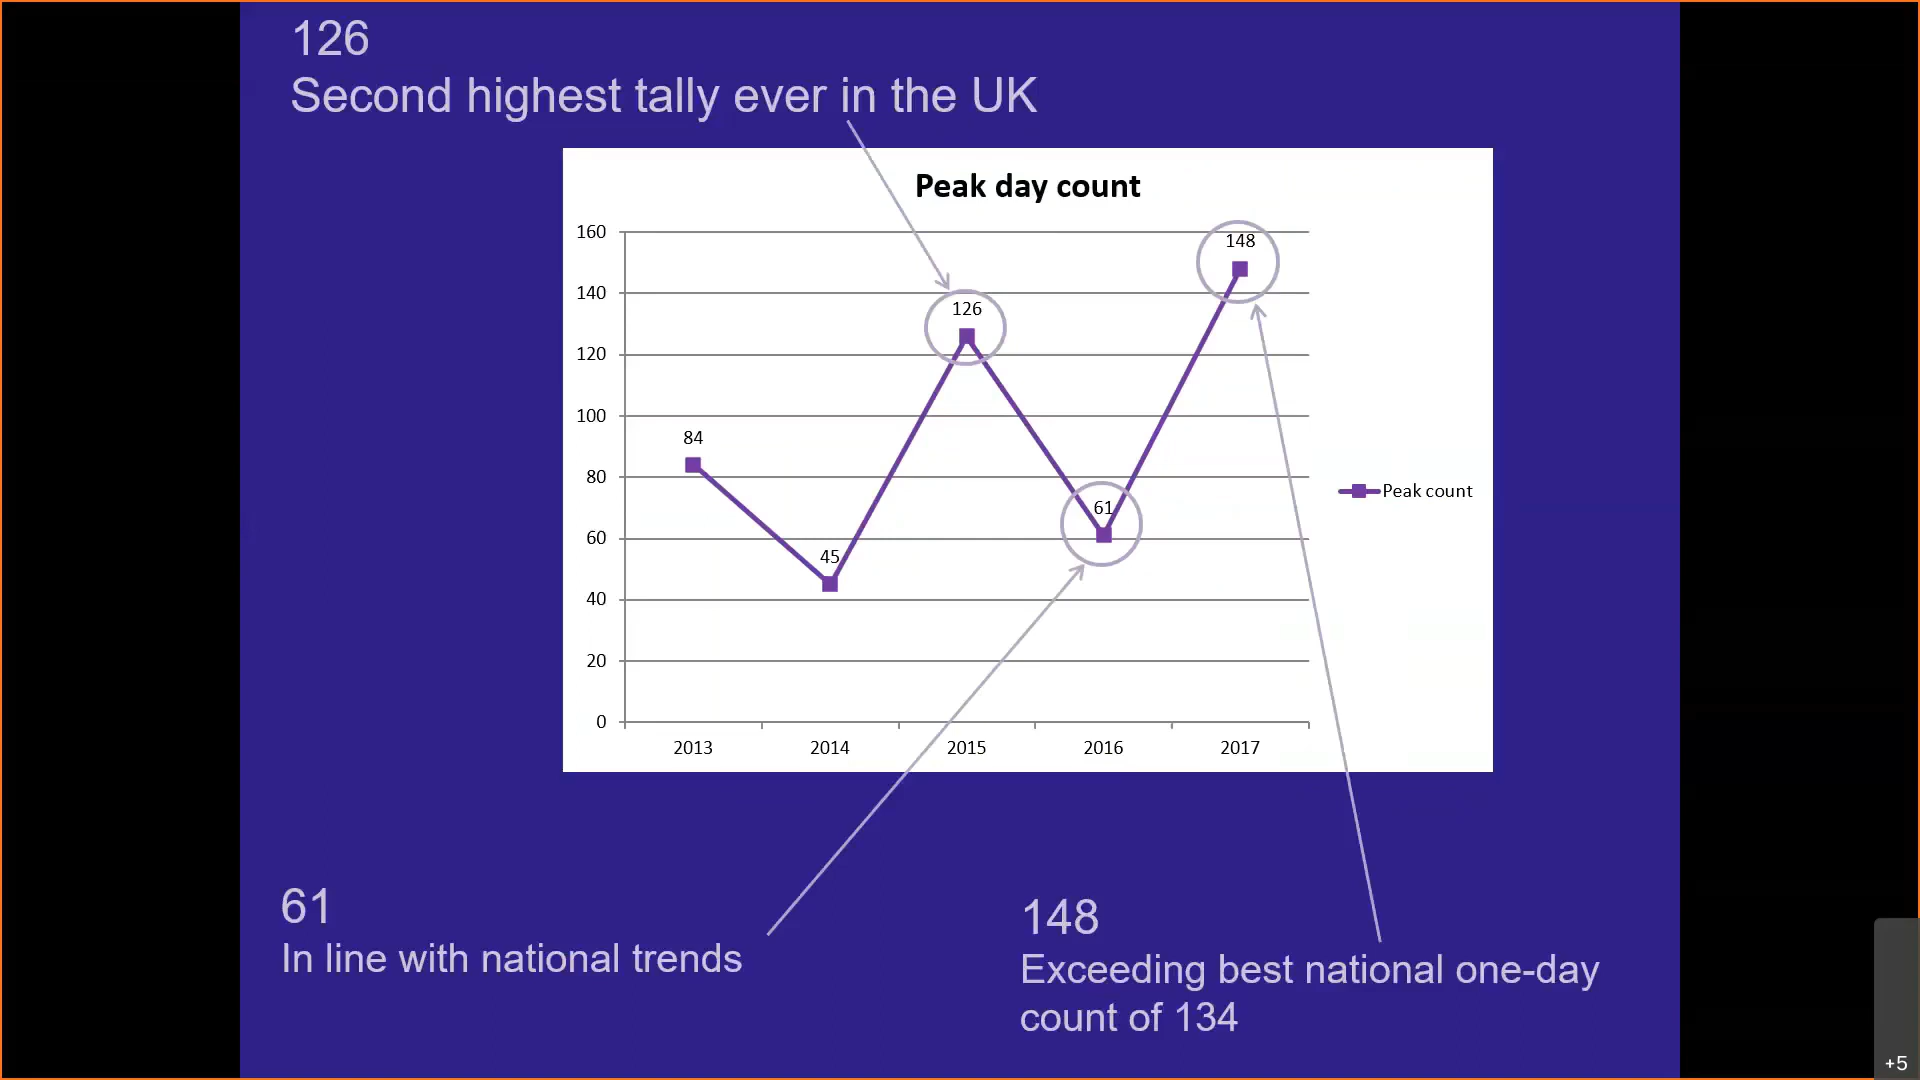 126
Second highest tally ever in the UK
Peak day count
160
140
120
100
80
60
40
20
0
84
45
126
61
148
2013 2014 2015 2016 2017
Peak count
61
In line with national trends
148
Exceeding best national one-day
count of 134
+5